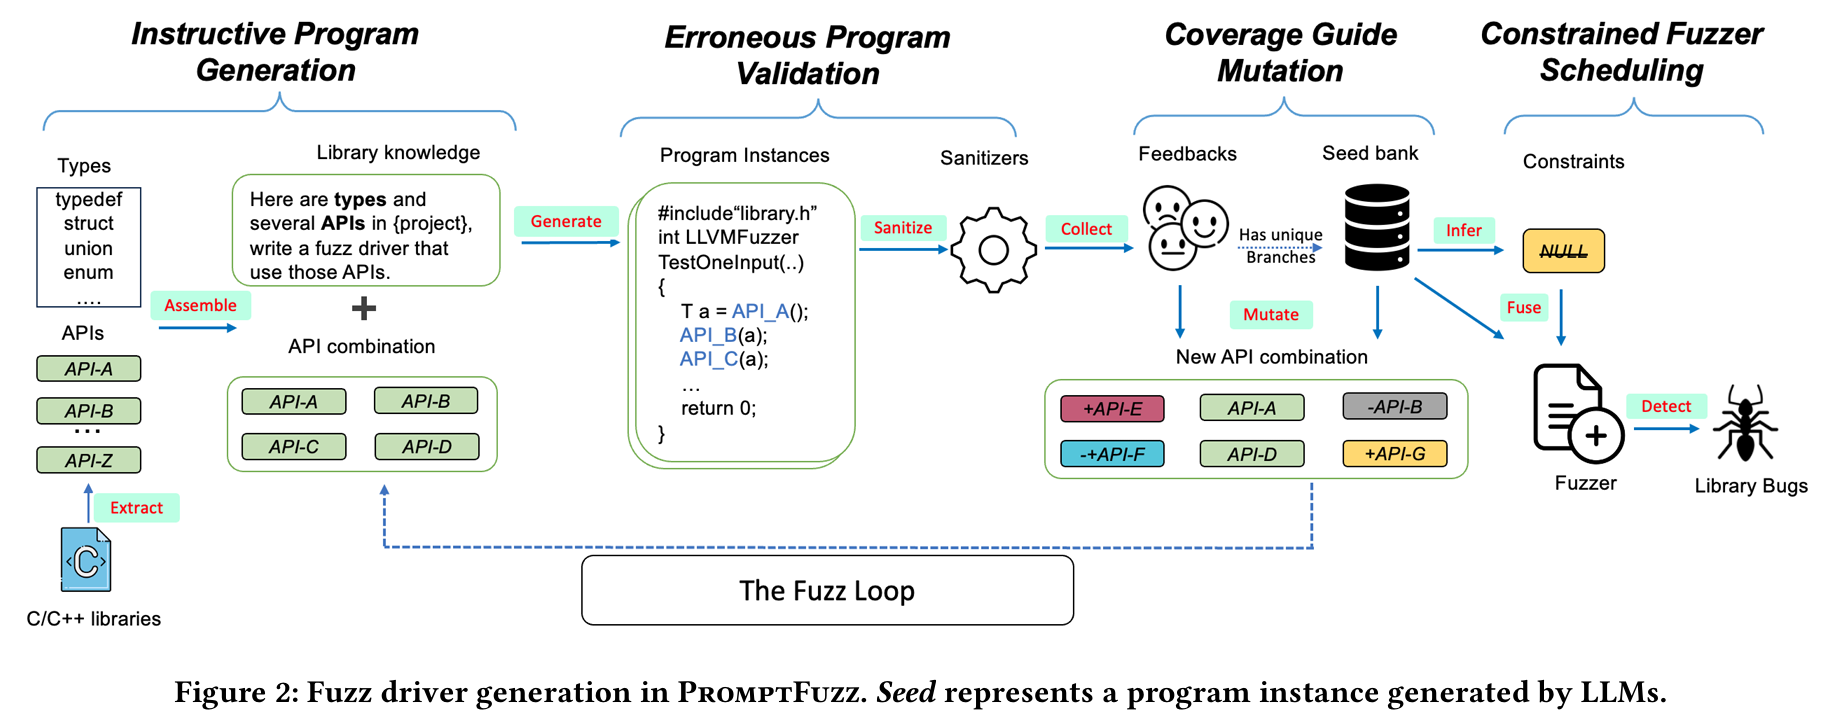 Instructive Program
Generation
Erroneous Program
Validation
Coverage Guide
Mutation
Constrained Fuzzer
Scheduling
Types
typedef
struct
union
enum
....
APIs
API-A
API-B
...
API-Z
Extract
C
C/C++ libraries
Assemble
Library knowledge
Here are types and
several APIs in {project},
write a fuzz driver that
use those APIs.
+
API combination
API-A
API-B
API-C
API-D
Generate
Program Instances
#include“library.h”
int LLVMFuzzer
TestOneInput(..)
{
T a = API_A();
API_B(a);
API_C(a);
...
return 0;
}
Sanitize
Sanitizers
Collect
Feedbacks
Has unique
Branches
Seed bank
Mutate
New API combination
+API-E
API-A
-API-B
-+API-F
API-D
+API-G
Infer
Constraints
NULL
Fuse
Fuzzer
Detect
Library Bugs
The Fuzz Loop
Figure 2: Fuzz driver generation in PromptFuzz. Seed represents a program instance generated by LLMs.